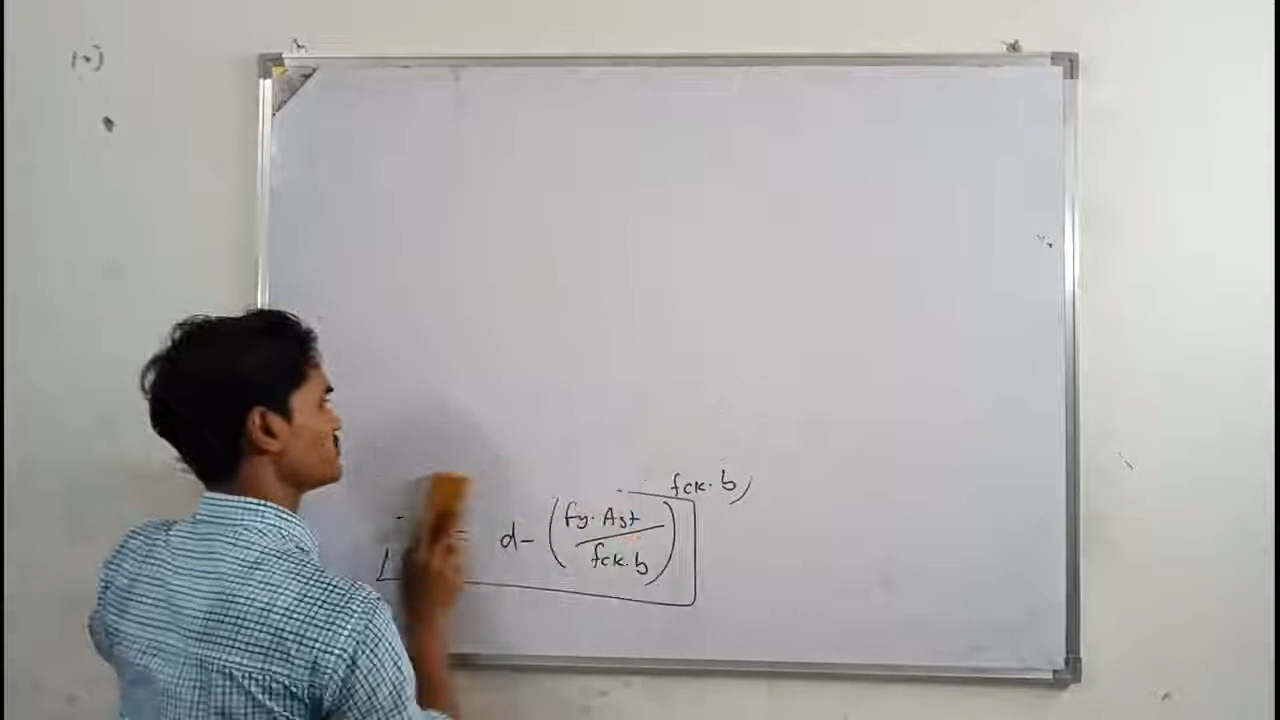 (v)
fck.b)
= d- (fy. Ast / fck.b)